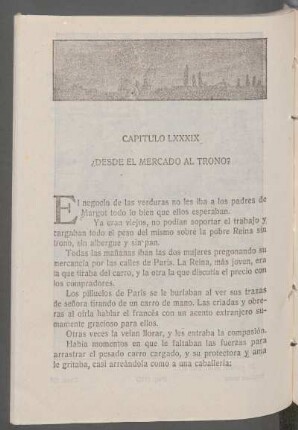 CAPITULO LXXXIX
¿DESDE EL MERCADO AL TRONO?
El negocio de las verduras no les iba a los padres de
Margot todo lo bien que ellos esperaban.
Ya eran viejos, no podían soportar el trabajo y
cargaban todo el peso del mismo sobre la pobre Reina sin
trono, sin albergue y sin pan.
Todas las mañanas iban las dos mujeres pregonando su
mercancía por las calles de París. La Reina, más joven, era
la que tiraba del carro, y la otra la que discutía el precio con
los compradores.
Los pilluelos de París se le burlaban al ver sus trazas
de señora tirando de un carro de mano. Las criadas y obre-
ras al oírla hablar el francés con un acento extranjero su-
mamente gracioso para ellos.
Otras veces la veían llorar, y les entraba la compasión.
Había momentos en que le faltaban las fuerzas para
arrastrar el pesado carro cargado, y su protectora y ama
le gritaba, casi arreándola como a una caballería: